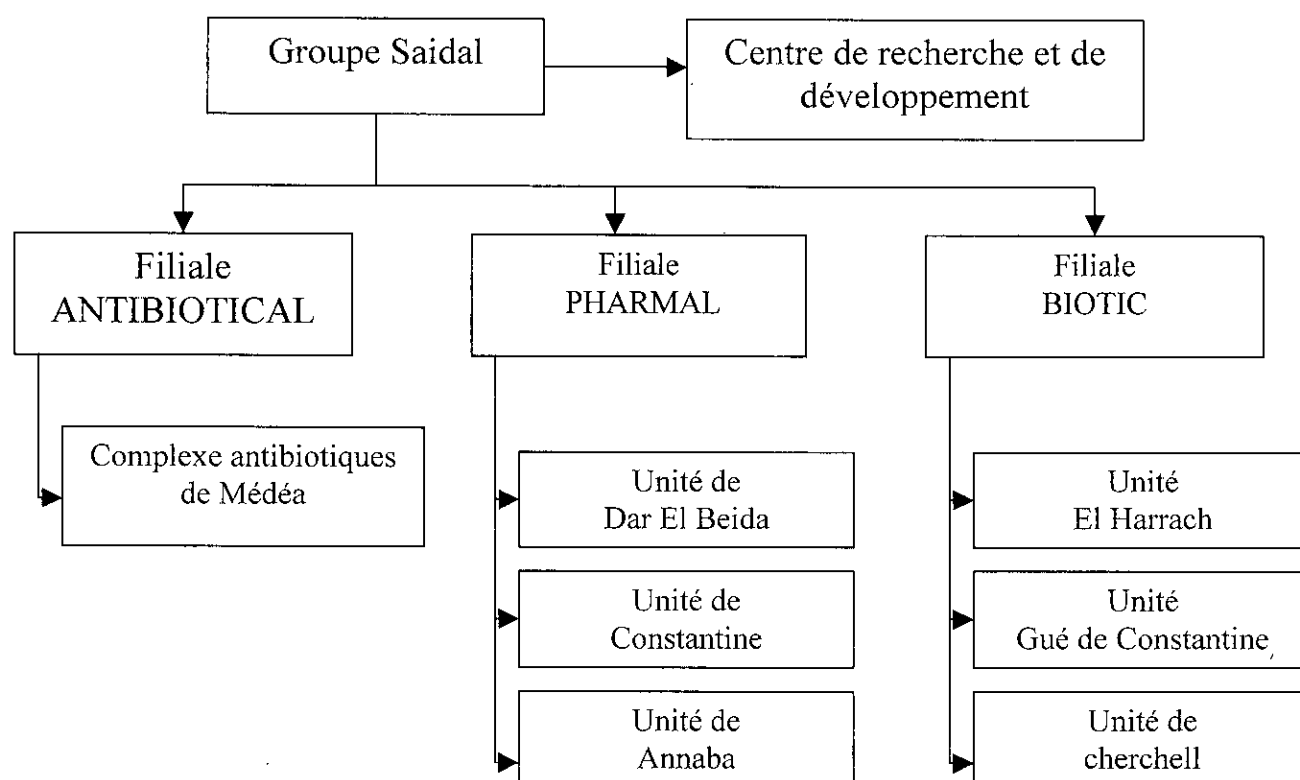 Groupe Saidal
Centre de recherche et de
développement
Filiale
ANTIBIOTICAL
Filiale
PHARMAL
Filiale
BIOTIC
Complexe antibiotiques
de Médéa
Unité de
Dar El Beida
Unité de
Constantine
Unité de
Annaba
Unité
El Harrach
Unité
Gué de Constantine
Unité de
cherchell